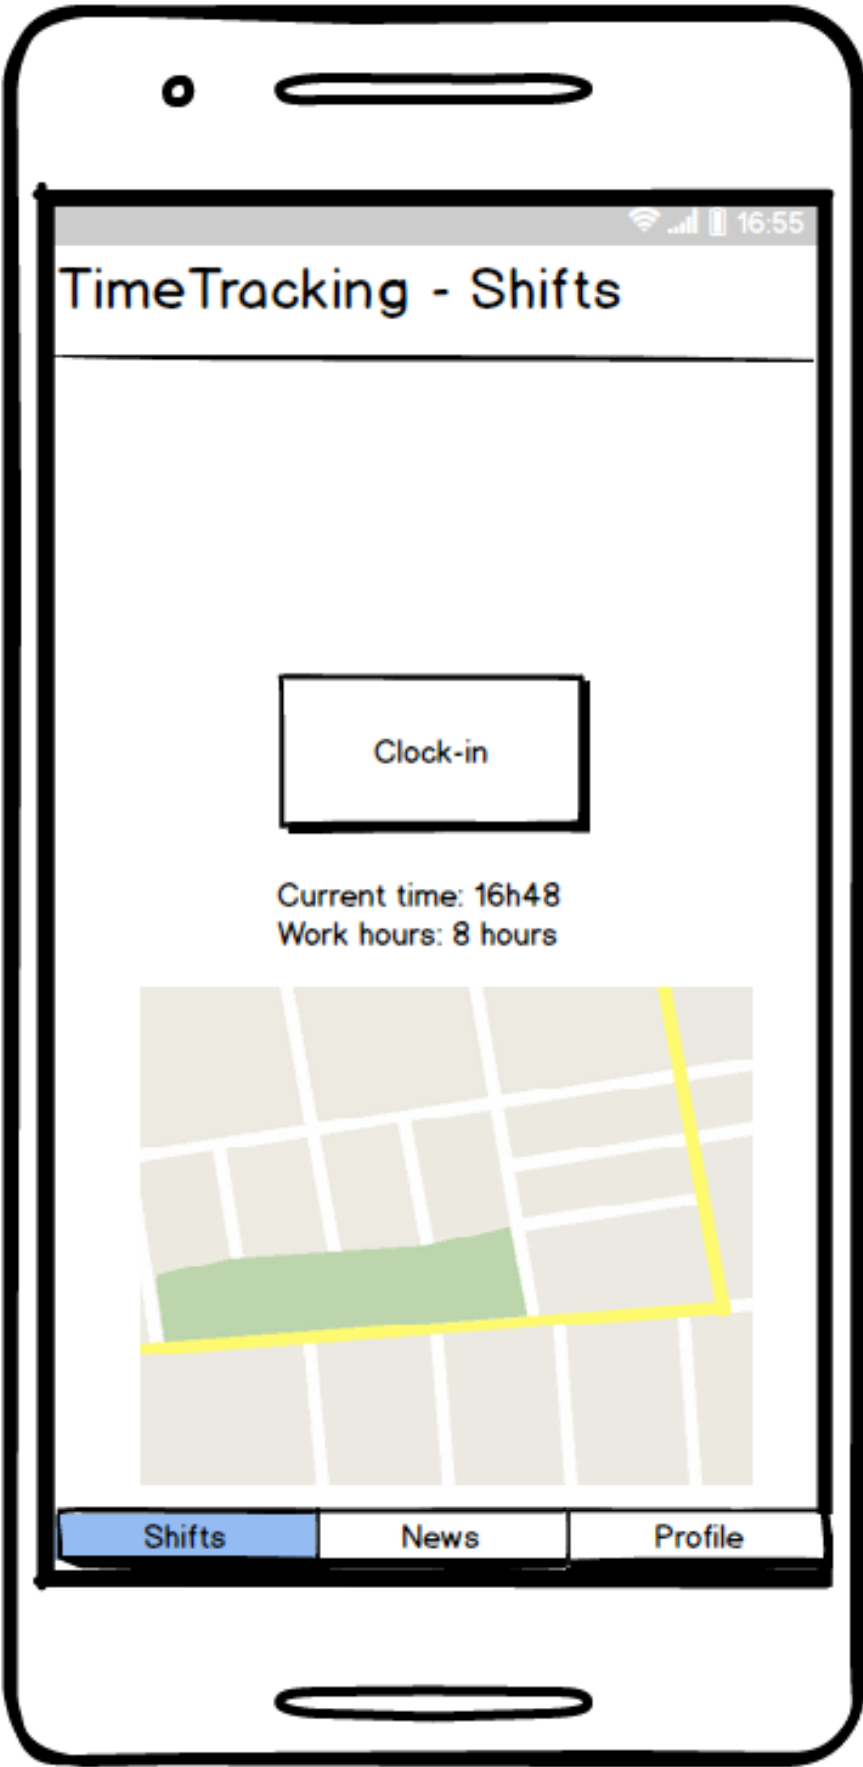 16:55
TimeTracking - Shifts
Clock-in
Current time: 16h48
Work hours: 8 hours
Shifts News Profile